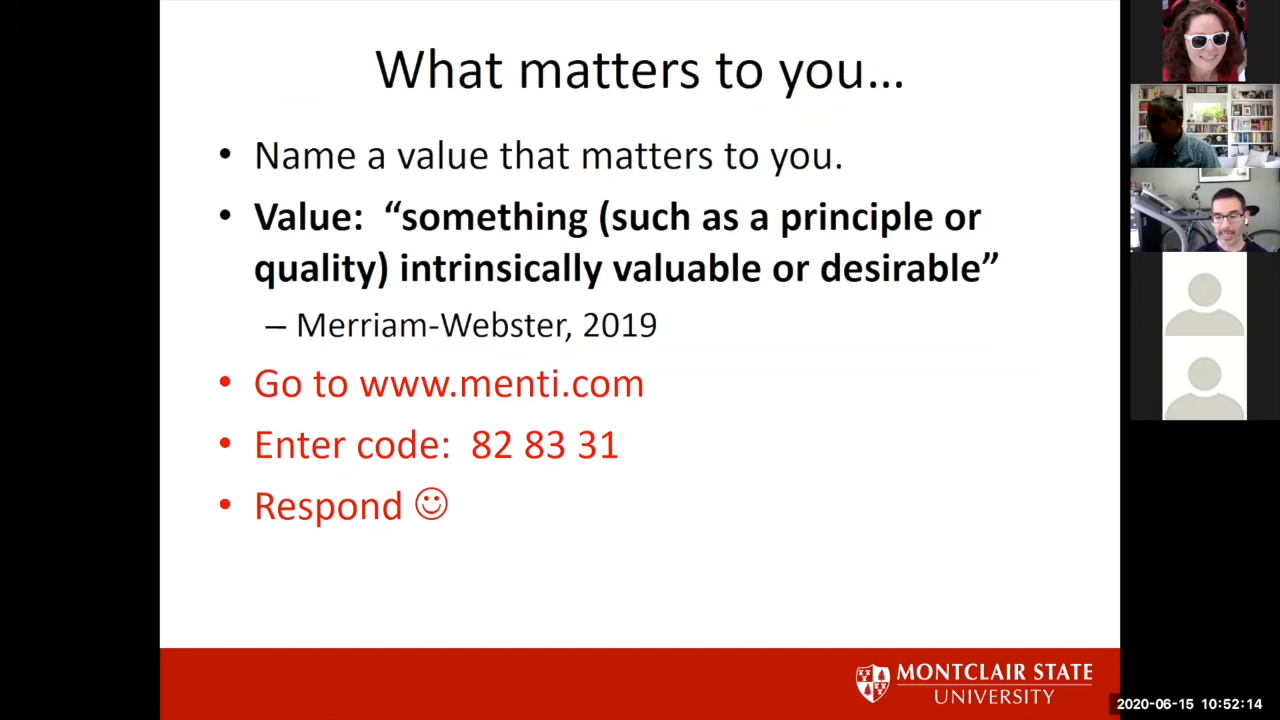 What matters to you...
• Name a value that matters to you.
• Value: “something (such as a principle or
quality) intrinsically valuable or desirable”
– Merriam-Webster, 2019
• Go to www.menti.com
• Enter code: 82 83 31
• Respond ☺
MONTCLAIR STATE
UNIVERSITY
2020-06-15 10:52:14